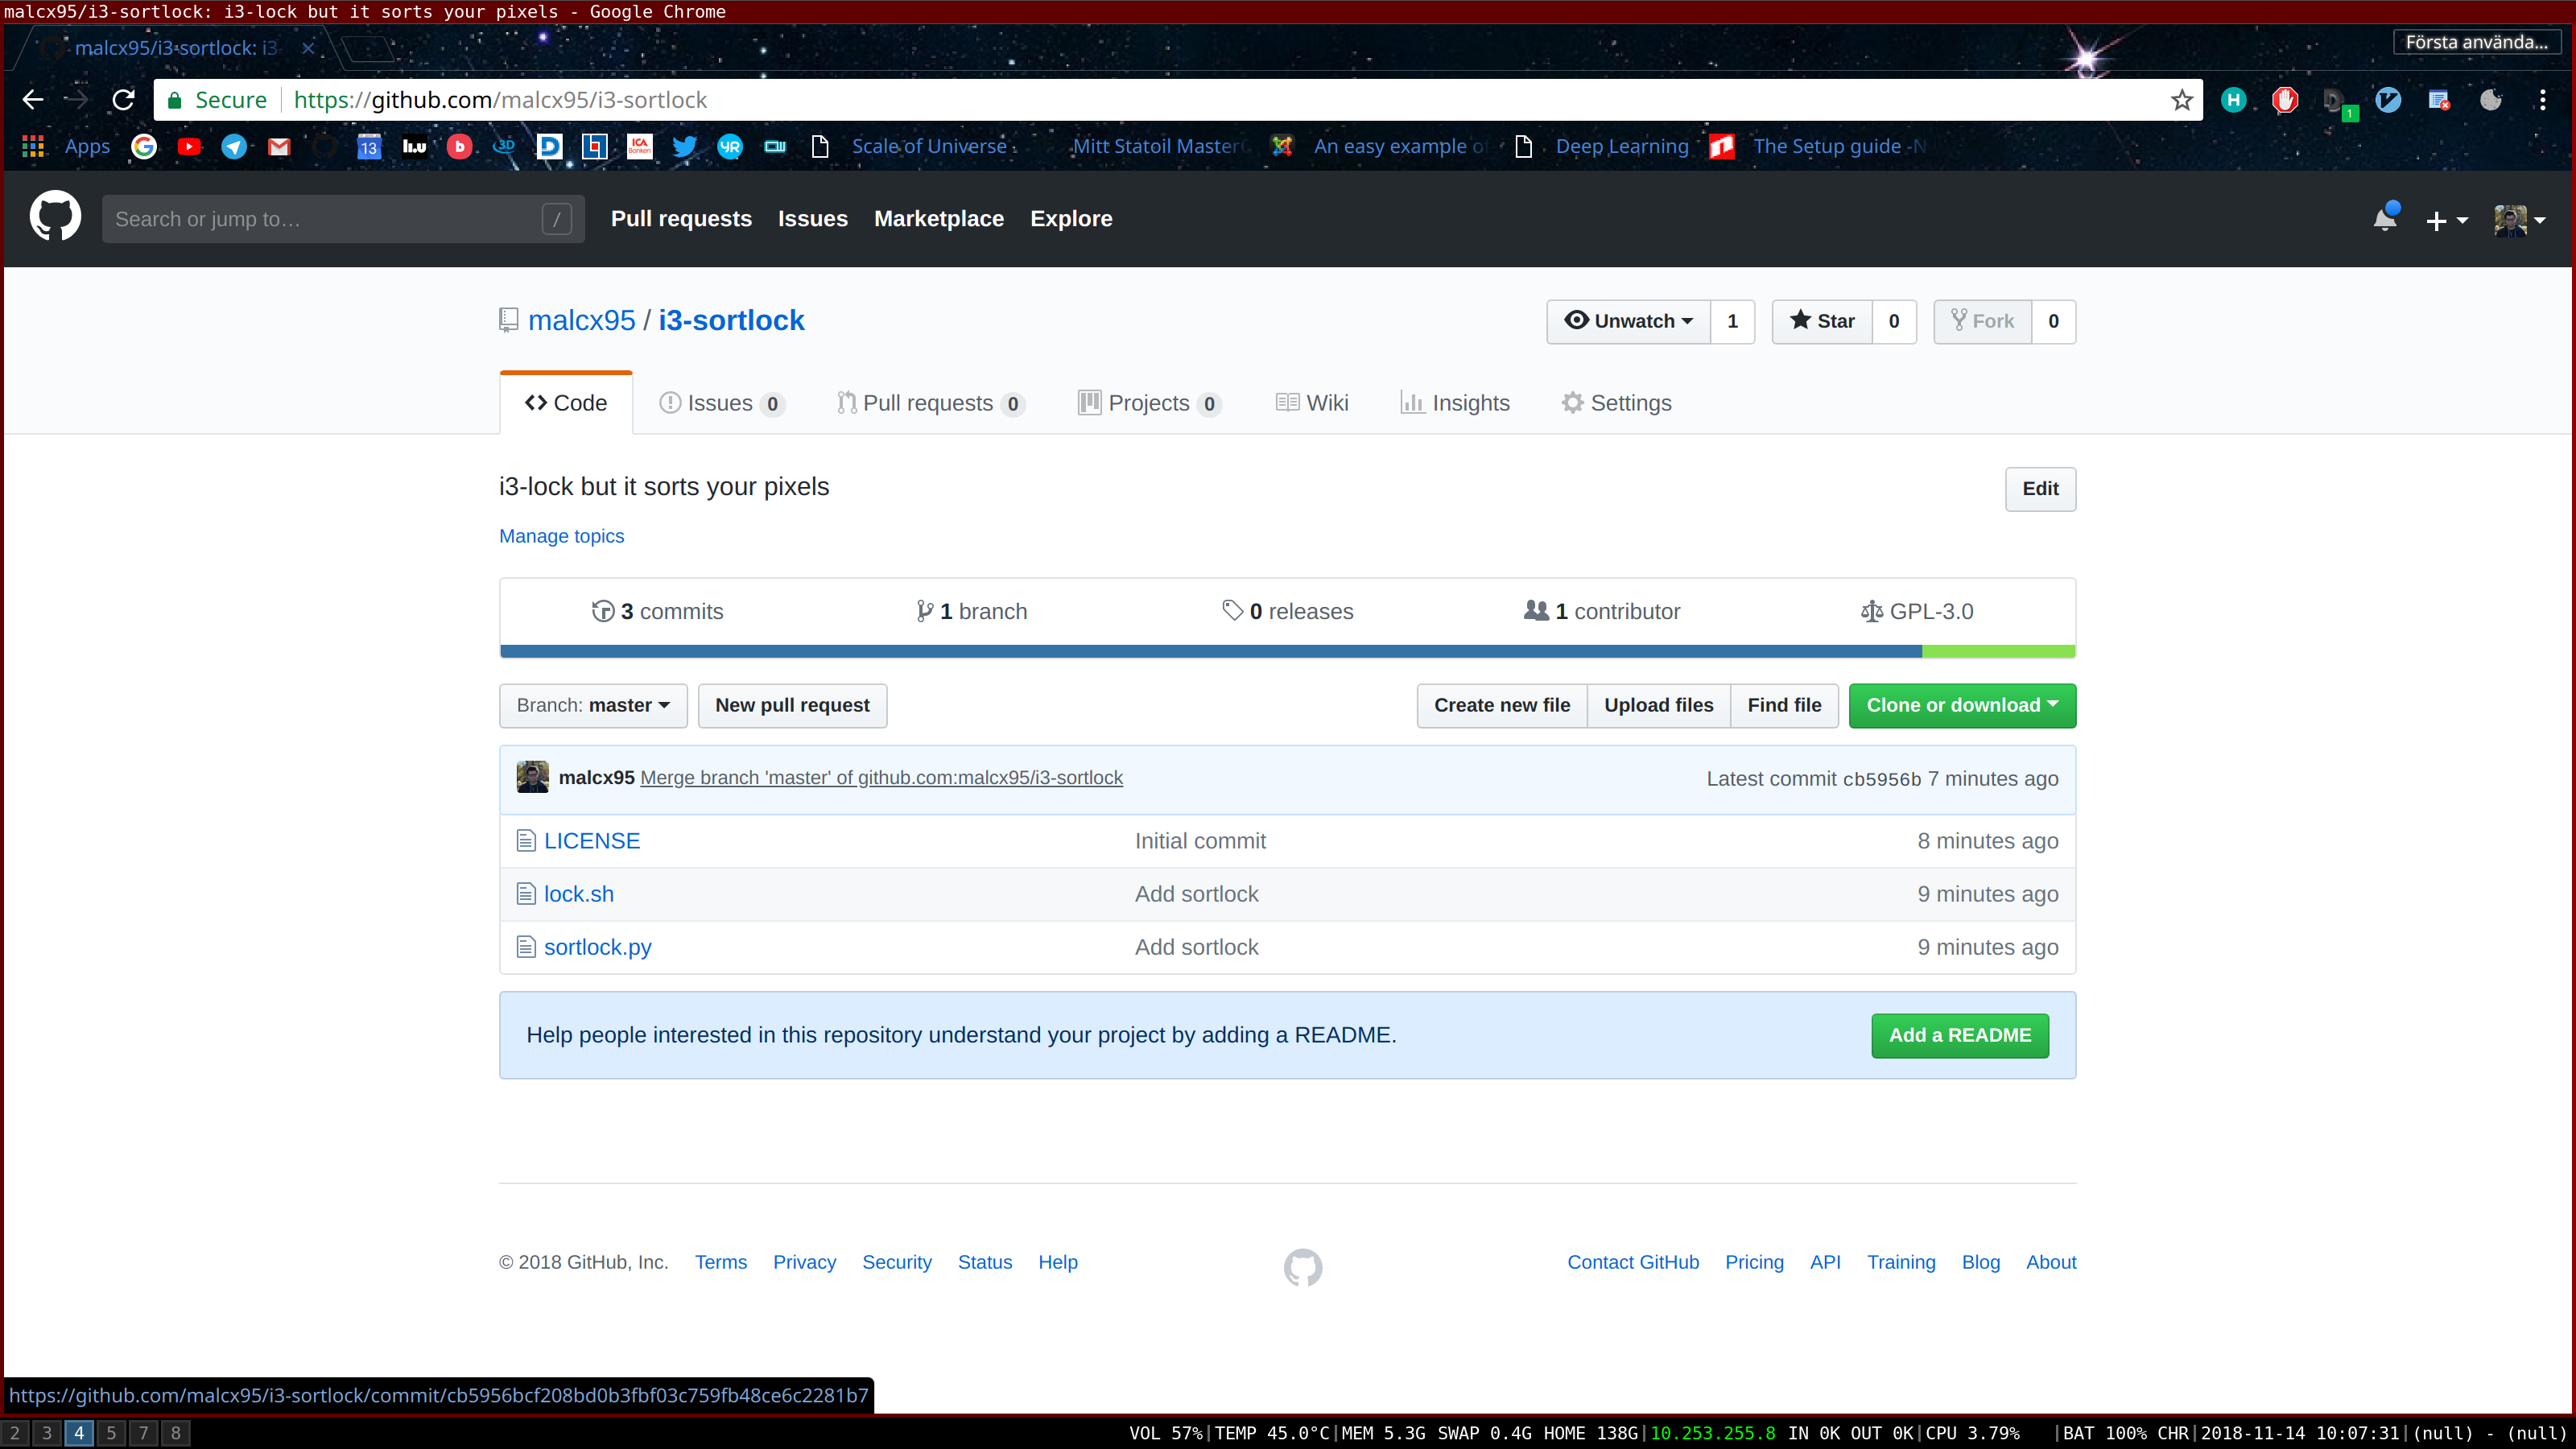 malcx95/i3-sortlock: i3-lock but it sorts your pixels - Google Chrome
malcx95/i3-sortlock: i3-
Första använda...
Secure https://github.com/malcx95/i3-sortlock
Apps 13 li.u b 3D D ICA Banken YR Scale of Universe - Mitt Statoil Master An easy example of Deep Learning The Setup guide -N
H D 1
Search or jump to… / Pull requests Issues Marketplace Explore
malcx95 / i3-sortlock
Unwatch 1 Star 0 Fork 0
Code Issues 0 Pull requests 0 Projects 0 Wiki Insights Settings
i3-lock but it sorts your pixels
Edit
Manage topics
3 commits 1 branch 0 releases 1 contributor GPL-3.0
Branch: master New pull request Create new file Upload files Find file Clone or download
malcx95 Merge branch 'master' of github.com:malcx95/i3-sortlock Latest commit cb5956b 7 minutes ago
LICENSE Initial commit 8 minutes ago
lock.sh Add sortlock 9 minutes ago
sortlock.py Add sortlock 9 minutes ago
Help people interested in this repository understand your project by adding a README. Add a README
© 2018 GitHub, Inc. Terms Privacy Security Status Help Contact GitHub Pricing API Training Blog About
https://github.com/malcx95/i3-sortlock/commit/cb5956bcf208bd0b3fbf03c759fb48ce6c2281b7
2 3 4 5 7 8 VOL 57%|TEMP 45.0°C|MEM 5.3G SWAP 0.4G HOME 138G|10.253.255.8 IN 0K OUT 0K|CPU 3.79% |BAT 100% CHR|2018-11-14 10:07:31|(null) - (null)